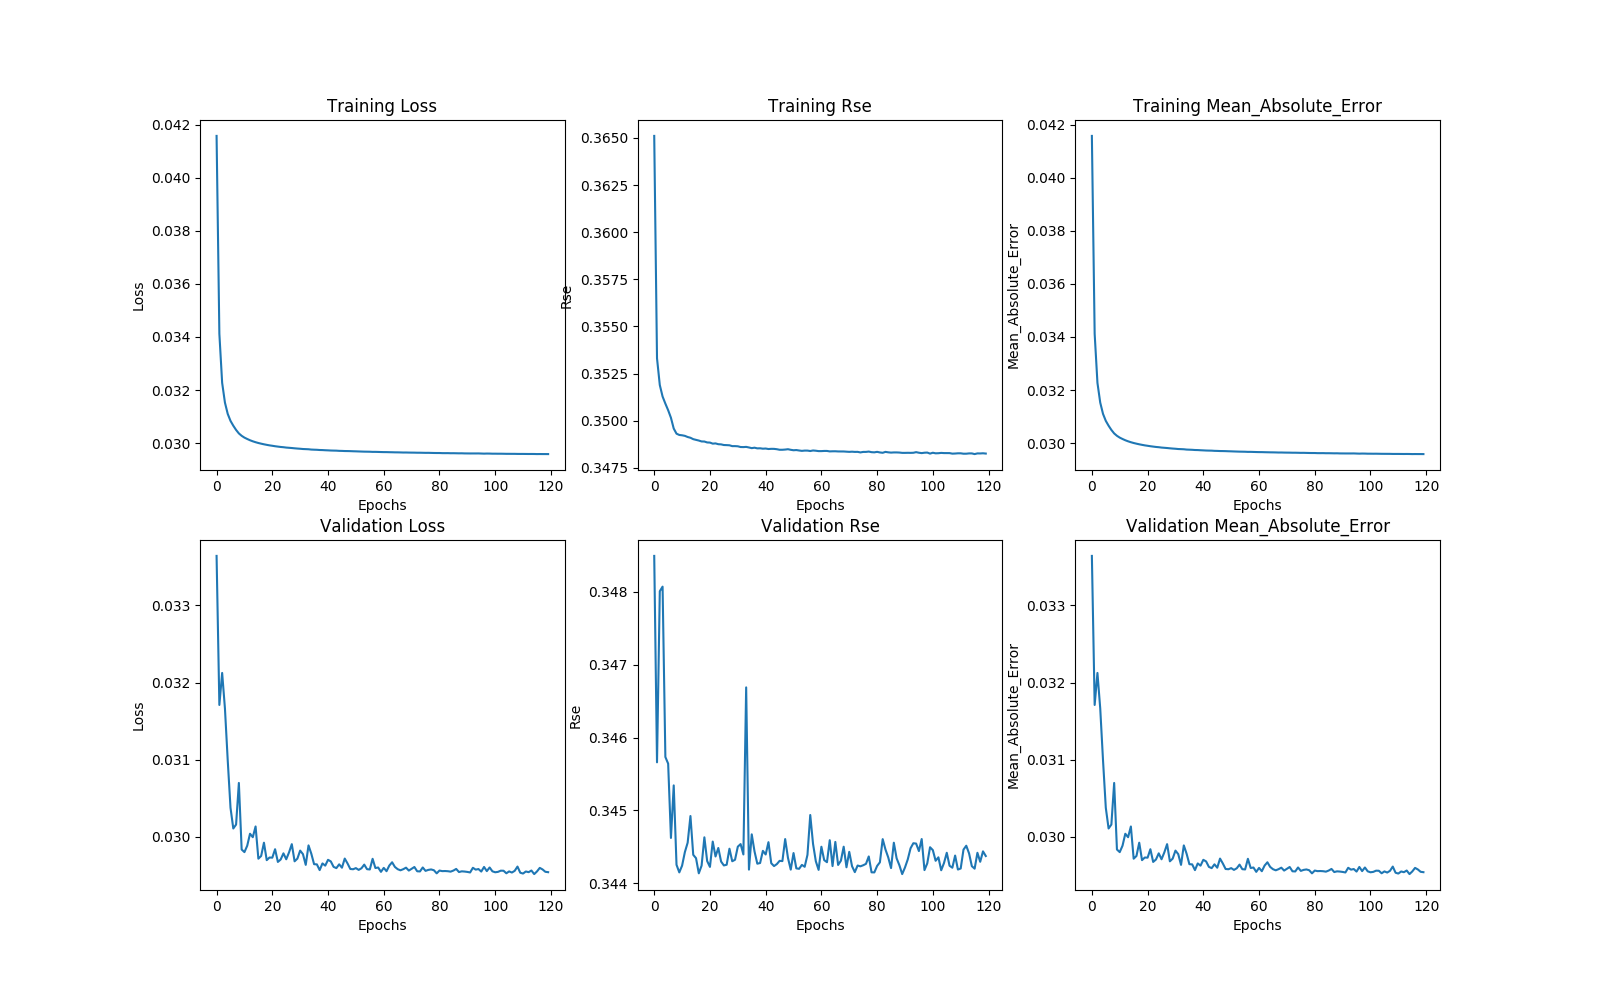 Training Loss
Loss
0.042
0.040
0.038
0.036
0.034
0.032
0.030
0 20 40 60 80 100 120
Epochs
Training Rse
Rse
0.3650
0.3625
0.3600
0.3575
0.3550
0.3525
0.3500
0.3475
0 20 40 60 80 100 120
Epochs
Training Mean_Absolute_Error
Mean_Absolute_Error
0.042
0.040
0.038
0.036
0.034
0.032
0.030
0 20 40 60 80 100 120
Epochs
Validation Loss
Loss
0.033
0.032
0.031
0.030
0 20 40 60 80 100 120
Epochs
Validation Rse
Rse
0.348
0.347
0.346
0.345
0.344
0 20 40 60 80 100 120
Epochs
Validation Mean_Absolute_Error
Mean_Absolute_Error
0.033
0.032
0.031
0.030
0 20 40 60 80 100 120
Epochs